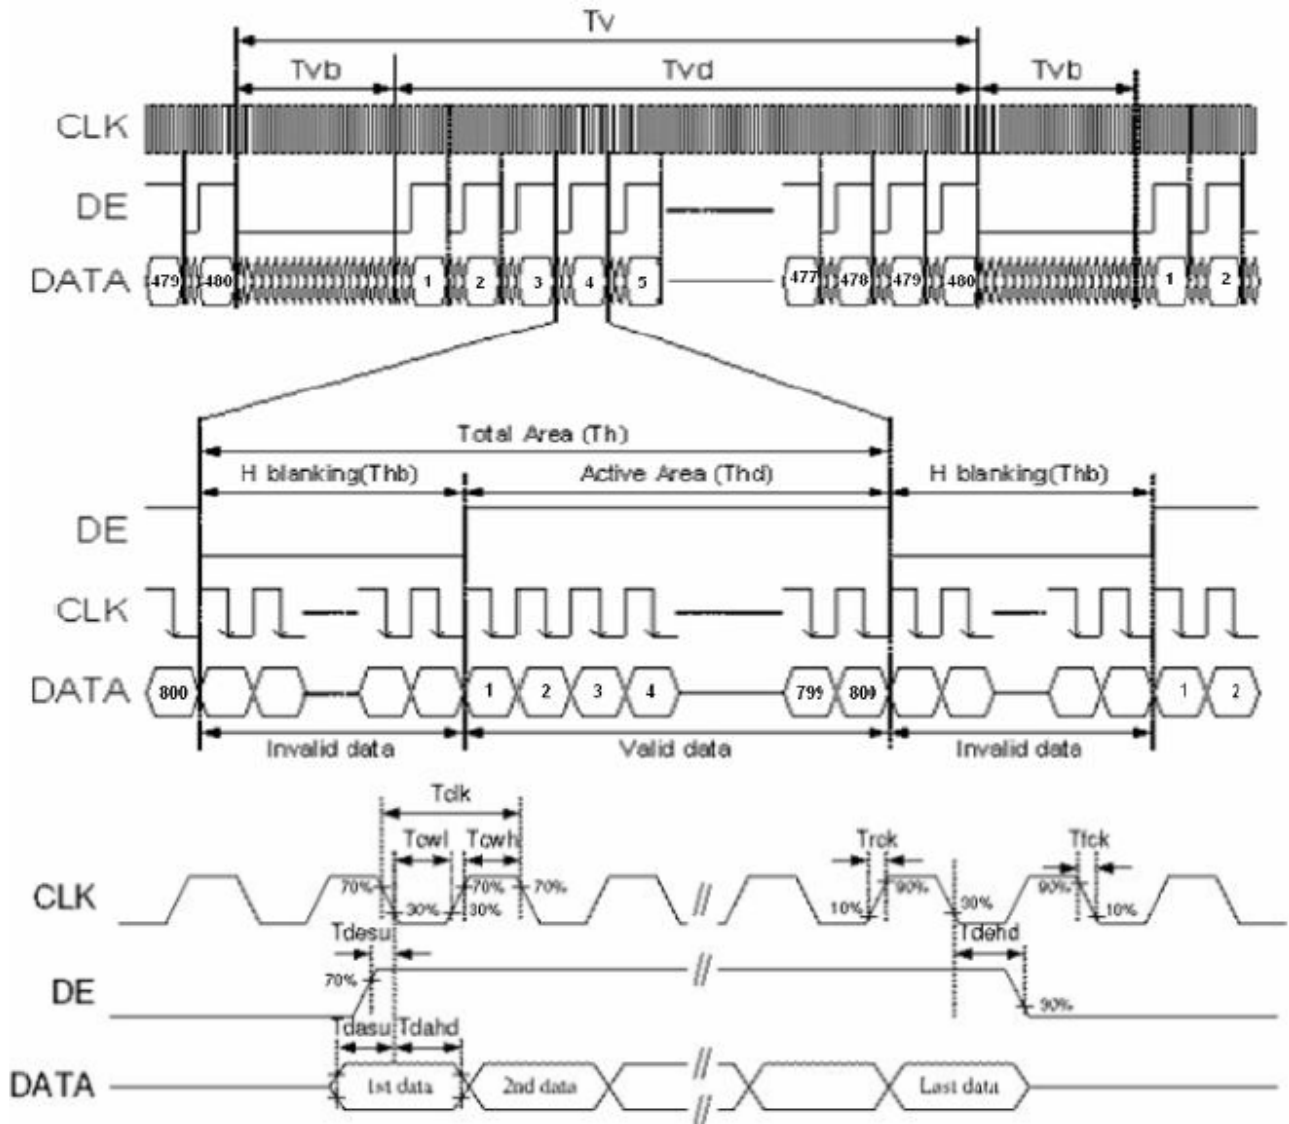 Tv
Tvb Tvd Tvb
CLK
DE
DATA 479 480 1 2 3 4 5 477 478 479 480 1 2
Total Area (Th)
H blanking(Thb) Active Area (Thd) H blanking(Thb)
DE
CLK
DATA 800 1 2 3 4 799 800 1 2
Invalid data Valid data Invalid data
Tclk
Tcwl Tcwh Trck Tfck
CLK 70% 70% 70% 90% 90%
30% 30% 10% 30% 10%
Tdesu Tdehd
DE 70% 30%
Tdasu Tdahd
DATA 1st data 2nd data Last data